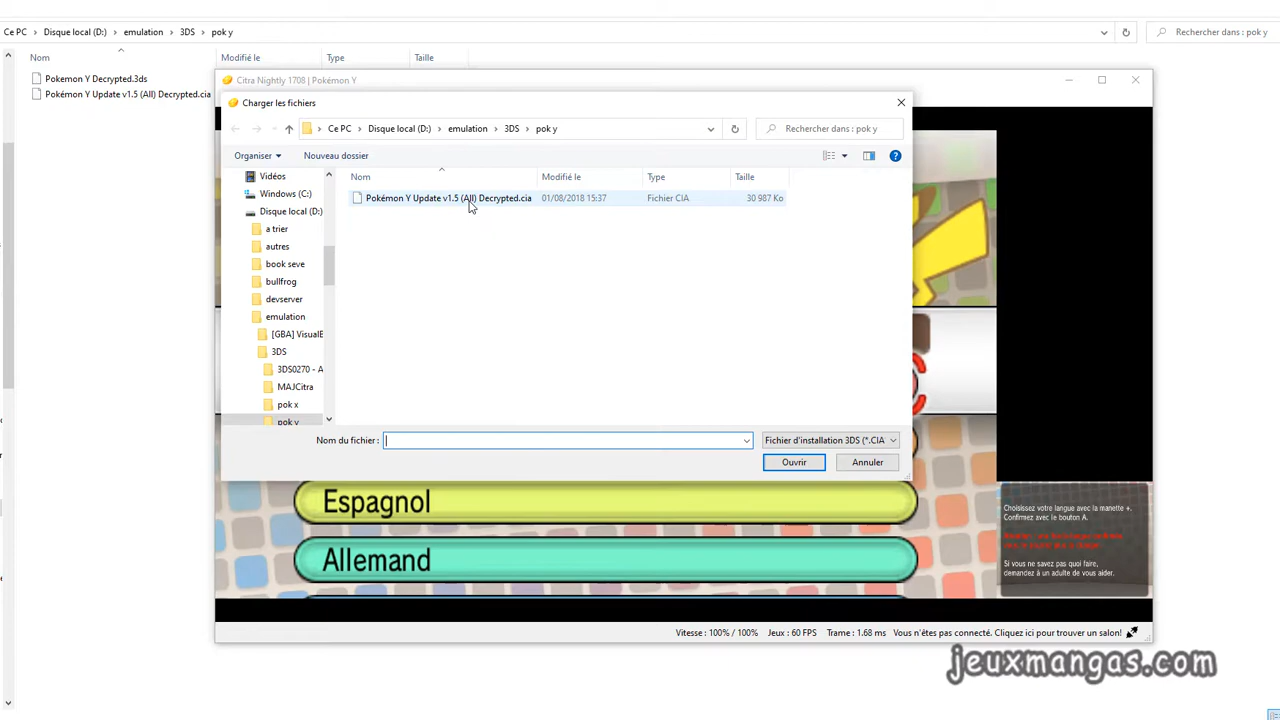 Ce PC > Disque local (D:) > emulation > 3DS > pok y
Rechercher dans : pok y
Nom Modifié le Type Taille
Pokemon Y Decrypted.3ds
Pokémon Y Update v1.5 (All) Decrypted.cia
Citra Nightly 1708 | Pokémon Y
Charger les fichiers
Ce PC > Disque local (D:) > emulation > 3DS > pok y
Rechercher dans : pok y
Organiser
Nouveau dossier
Vidéos
Windows (C:)
Disque local (D:)
a trier
autres
book seve
bullfrog
devserver
emulation
[GBA] VisualE
3DS
3DS0270 - A
MAJCitra
pok x
pok y
Nom Modifié le Type Taille
Pokémon Y Update v1.5 (All) Decrypted.cia 01/08/2018 15:37 Fichier CIA 30 987 Ko
Nom du fichier :
Fichier d'installation 3DS (*.CIA
Ouvrir
Annuler
Espagnol
Allemand
Choisissez votre langue avec la manette +.
Confirmez avec le bouton A.
Si vous ne savez pas quoi faire,
demandez à un adulte de vous aider.
Vitesse : 100% / 100% Jeux : 60 FPS Trame : 1.68 ms Vous n'êtes pas connecté. Cliquez ici pour trouver un salon!
jeuxmangas.com